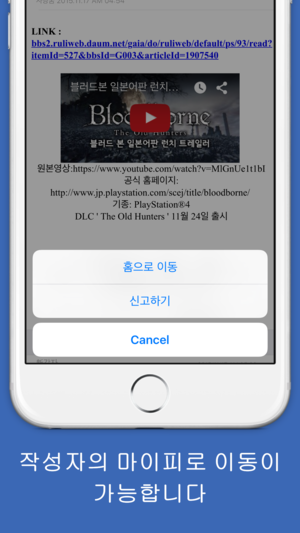 LINK :
bbs2.ruliweb.daum.net/gaia/do/ruliweb/default/ps/93/read?
itemId=527&bbsId=G003&articleId=1907540
블러드본 일본어판 런치...
Bloodborne
The Old Hunters
블러드 본 일본어판 런치 트레일러
원본영상:https://www.youtube.com/watch?v=MlGnUe1t1bI
공식 홈페이지:
http://www.jp.playstation.com/scej/title/bloodborne/
기종: PlayStation®4
DLC ' The Old Hunters ' 11월 24일 출시
홈으로 이동
신고하기
Cancel
작성자의 마이피로 이동이
가능합니다